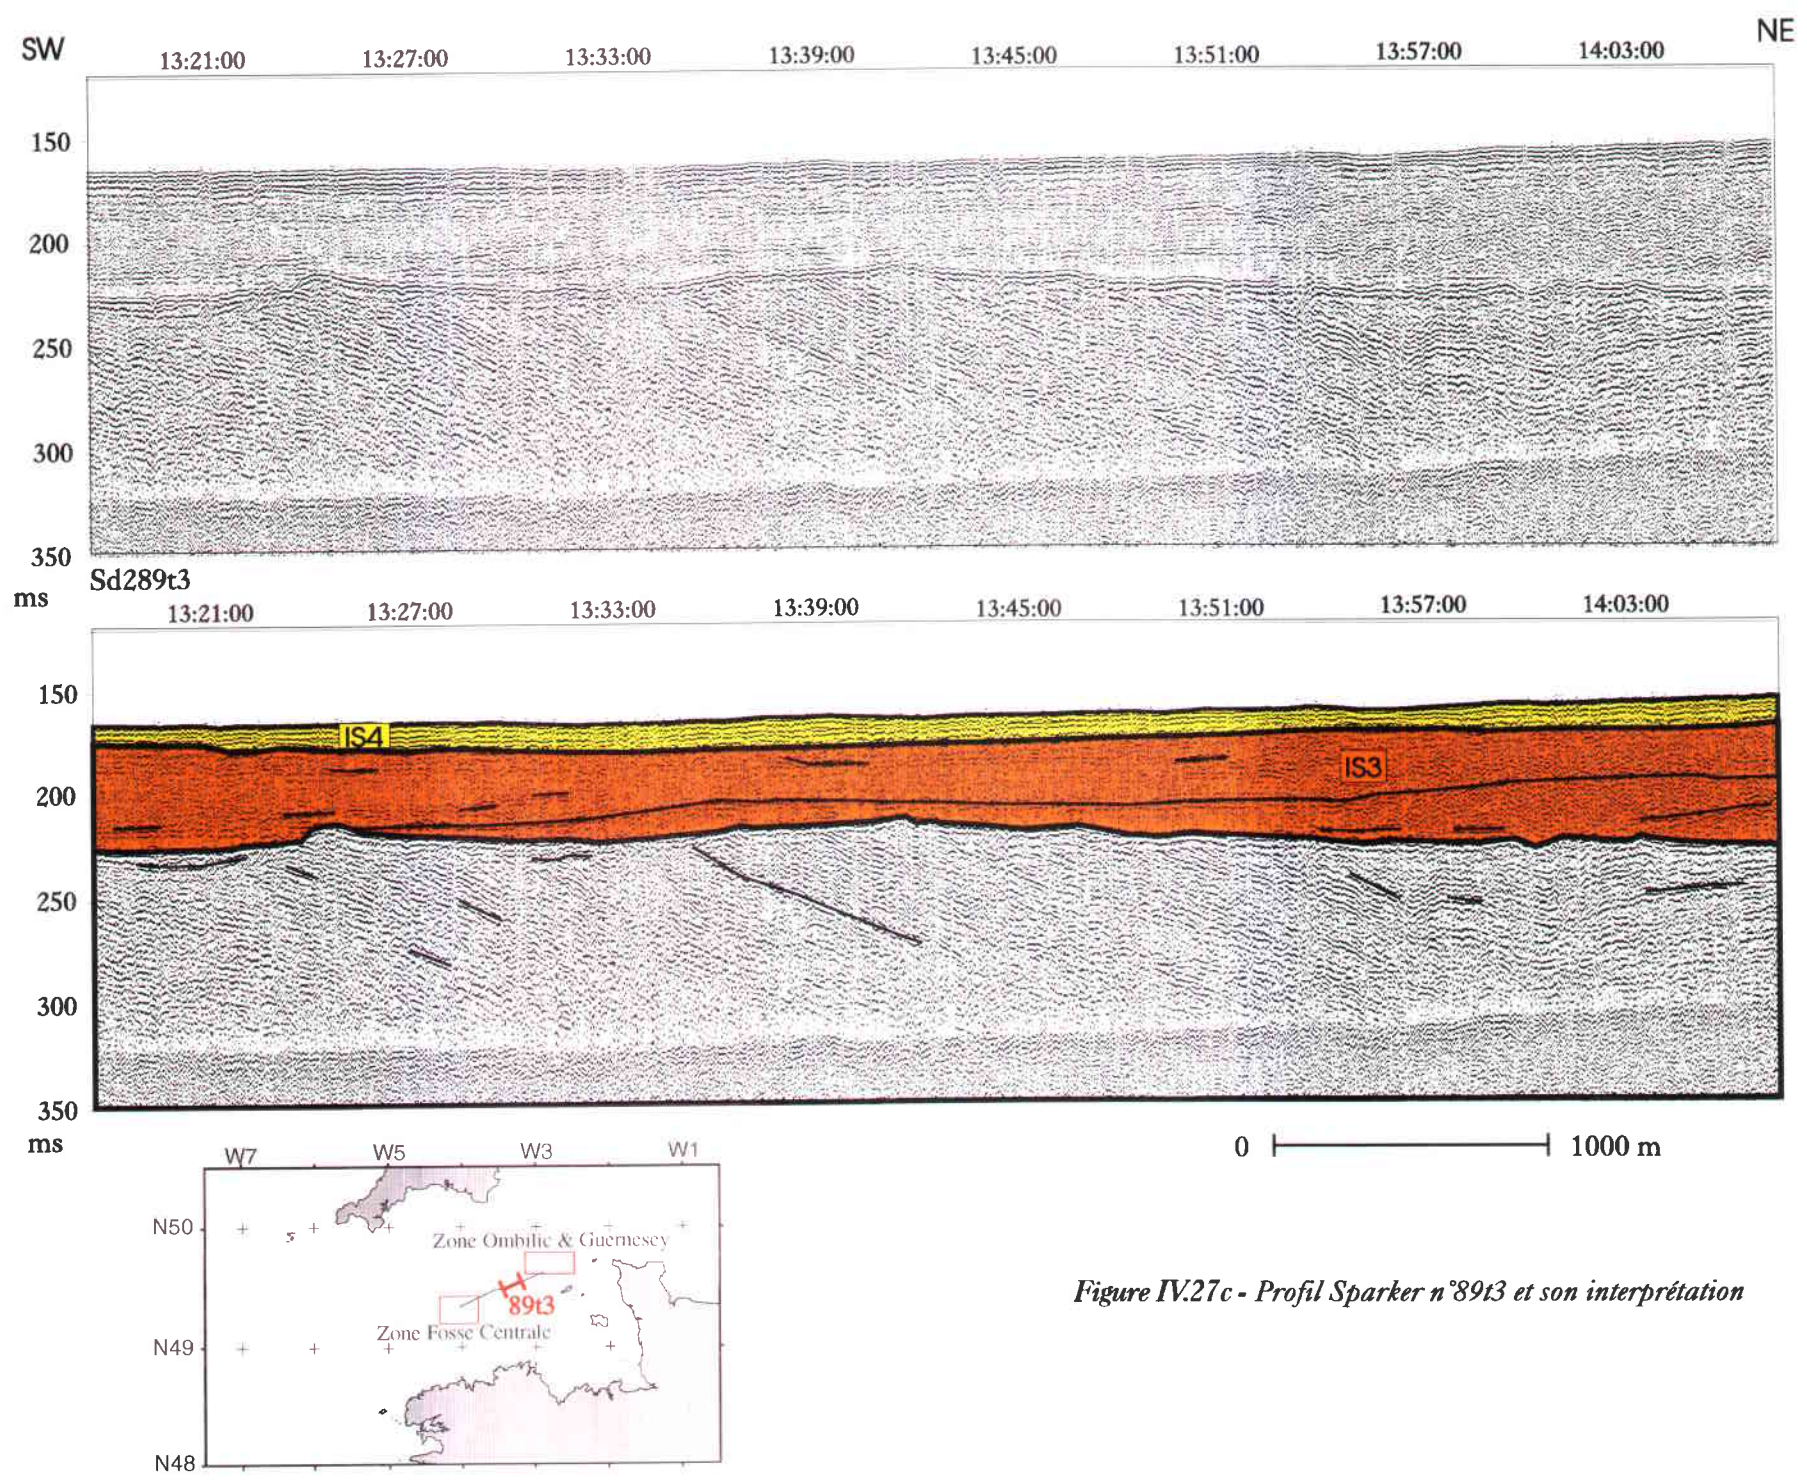 SW
NE
13:21:00 13:27:00 13:33:00 13:39:00 13:45:00 13:51:00 13:57:00 14:03:00
150
200
250
300
350
ms
Sd289t3
13:21:00 13:27:00 13:33:00 13:39:00 13:45:00 13:51:00 13:57:00 14:03:00
150
IS4
IS3
200
250
300
350
ms
0 1000 m
W7 W5 W3 W1
N50
Zone Ombilic & Guernesey
89t3
Zone Fosse Centrale
N49
N48
Figure IV.27c - Profil Sparker n°89t3 et son interprétation